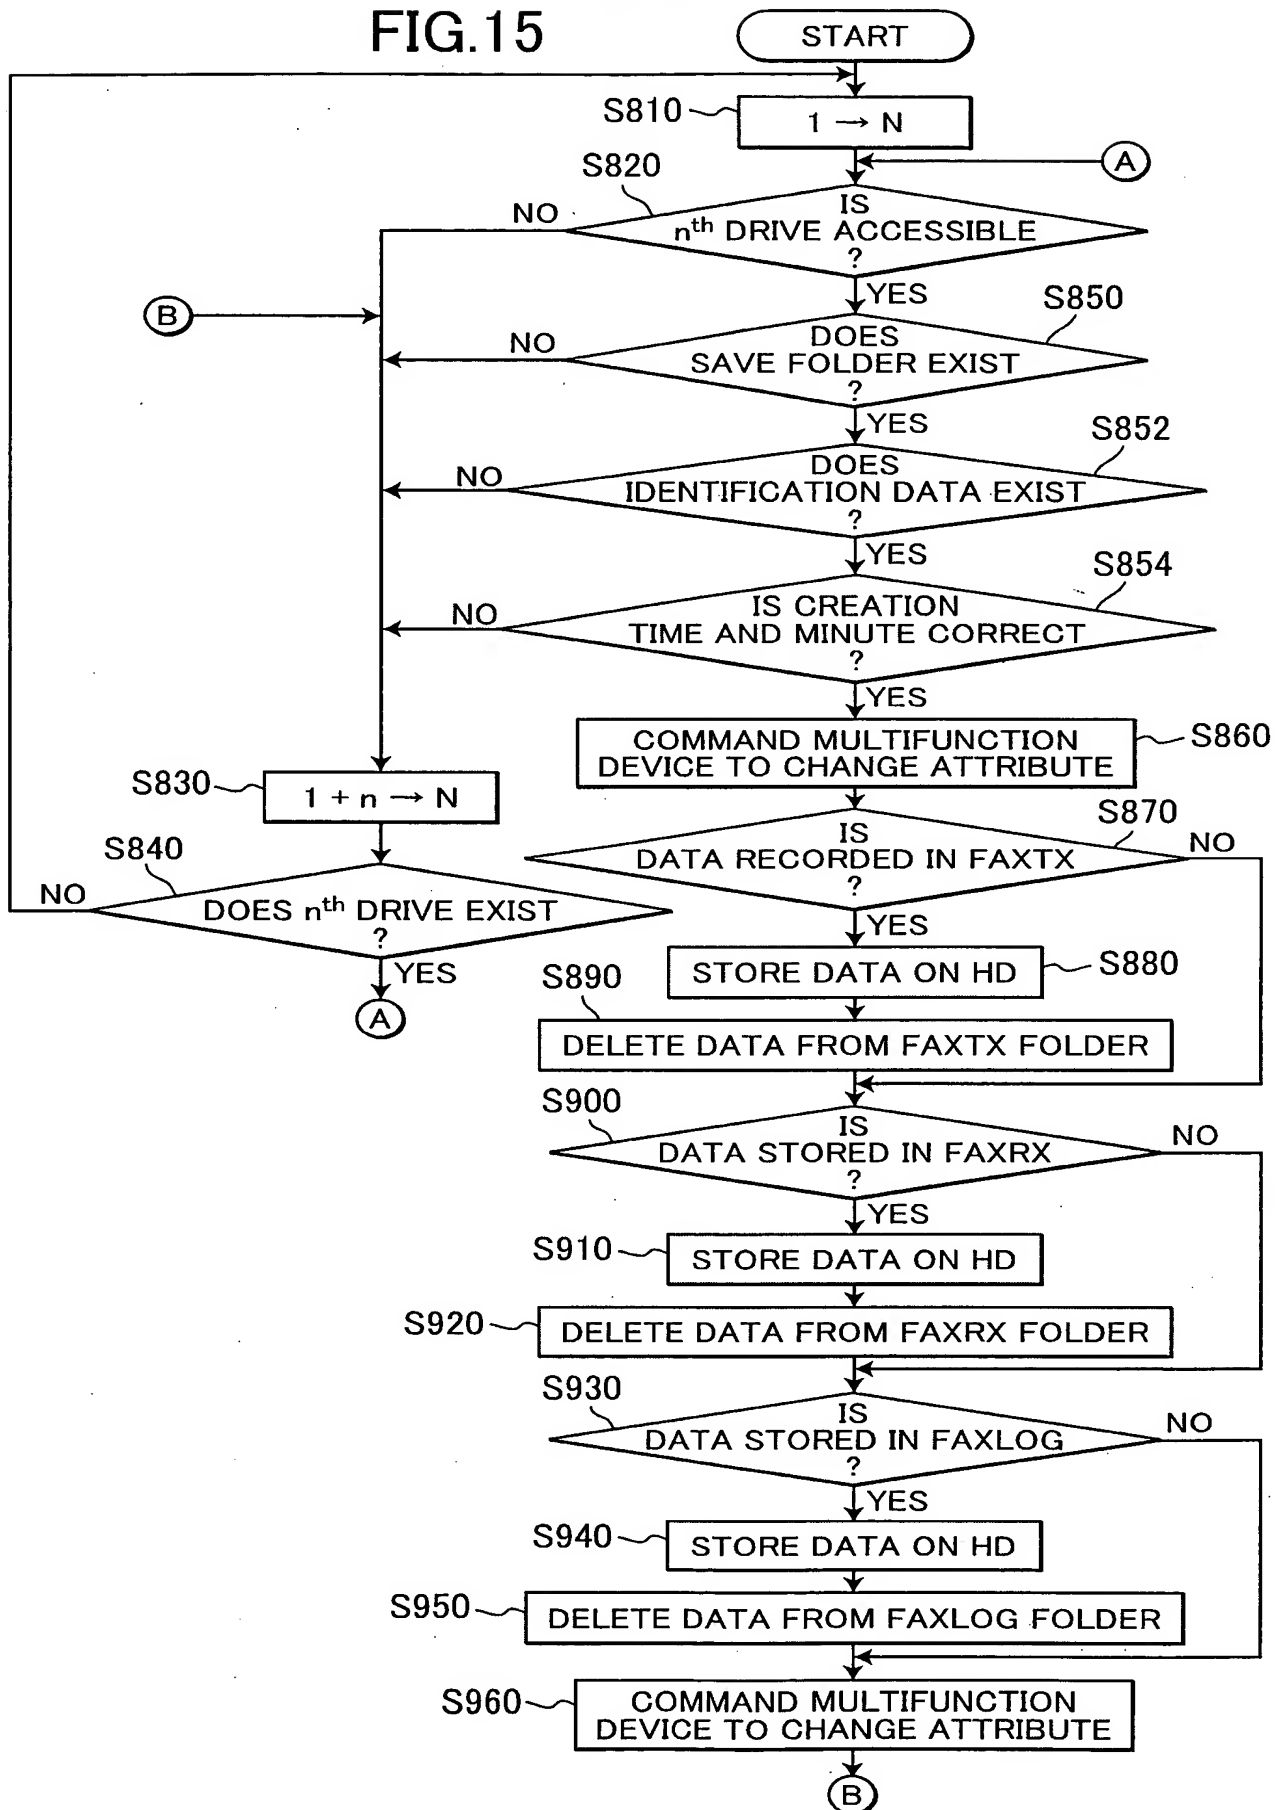 FIG.15
START
S810
1 → N
A
S820
IS
nth DRIVE ACCESSIBLE
?
NO
YES
B
S850
DOES
SAVE FOLDER EXIST
?
NO
YES
S852
DOES
IDENTIFICATION DATA EXIST
?
NO
YES
S854
IS CREATION
TIME AND MINUTE CORRECT
?
NO
YES
S860
COMMAND MULTIFUNCTION
DEVICE TO CHANGE ATTRIBUTE
S830
1 + n → N
S840
DOES nth DRIVE EXIST
?
NO
YES
A
S870
IS
DATA RECORDED IN FAXTX
?
NO
YES
S880
STORE DATA ON HD
S890
DELETE DATA FROM FAXTX FOLDER
S900
IS
DATA STORED IN FAXRX
?
NO
YES
S910
STORE DATA ON HD
S920
DELETE DATA FROM FAXRX FOLDER
S930
IS
DATA STORED IN FAXLOG
?
NO
YES
S940
STORE DATA ON HD
S950
DELETE DATA FROM FAXLOG FOLDER
S960
COMMAND MULTIFUNCTION
DEVICE TO CHANGE ATTRIBUTE
B